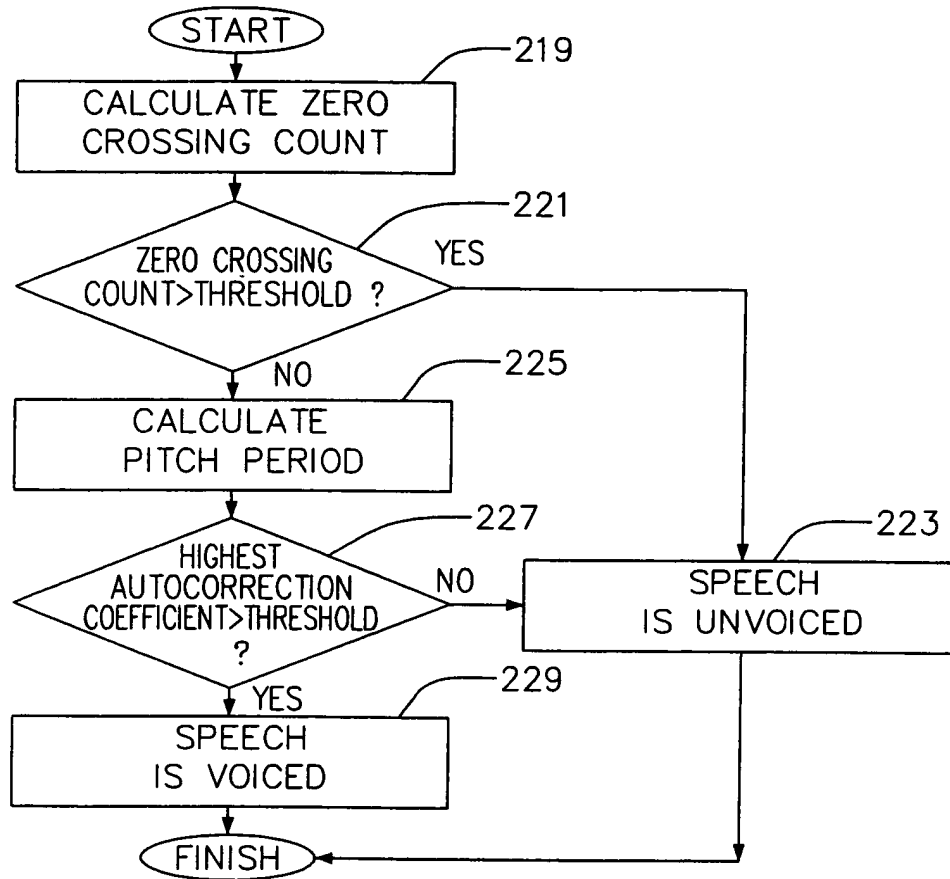 START
219
CALCULATE ZERO
CROSSING COUNT
221
ZERO CROSSING
COUNT>THRESHOLD ?
YES
NO
225
CALCULATE
PITCH PERIOD
227
HIGHEST
AUTOCORRECTION
COEFFICIENT>THRESHOLD
?
NO
223
SPEECH
IS UNVOICED
YES
229
SPEECH
IS VOICED
FINISH